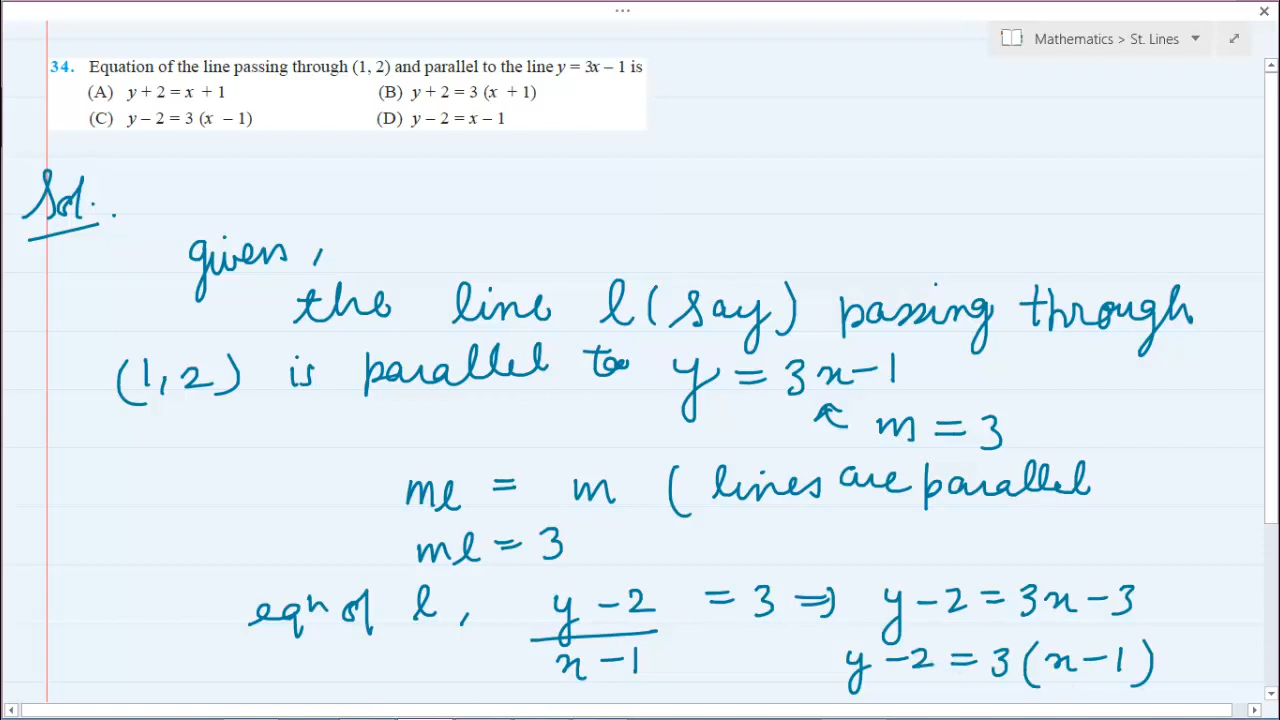 Mathematics > St. Lines
34. Equation of the line passing through (1, 2) and parallel to the line y = 3x – 1 is
(A) y + 2 = x + 1 (B) y + 2 = 3 (x + 1)
(C) y – 2 = 3 (x – 1) (D) y – 2 = x – 1
Sol.
given,
the line l (say) passing through
(1, 2) is parallel to y = 3x – 1
m = 3
ml = m ( lines are parallel
ml = 3
eqn of l, y – 2 / x – 1 = 3 ⇒ y – 2 = 3x – 3
y – 2 = 3 (x – 1)